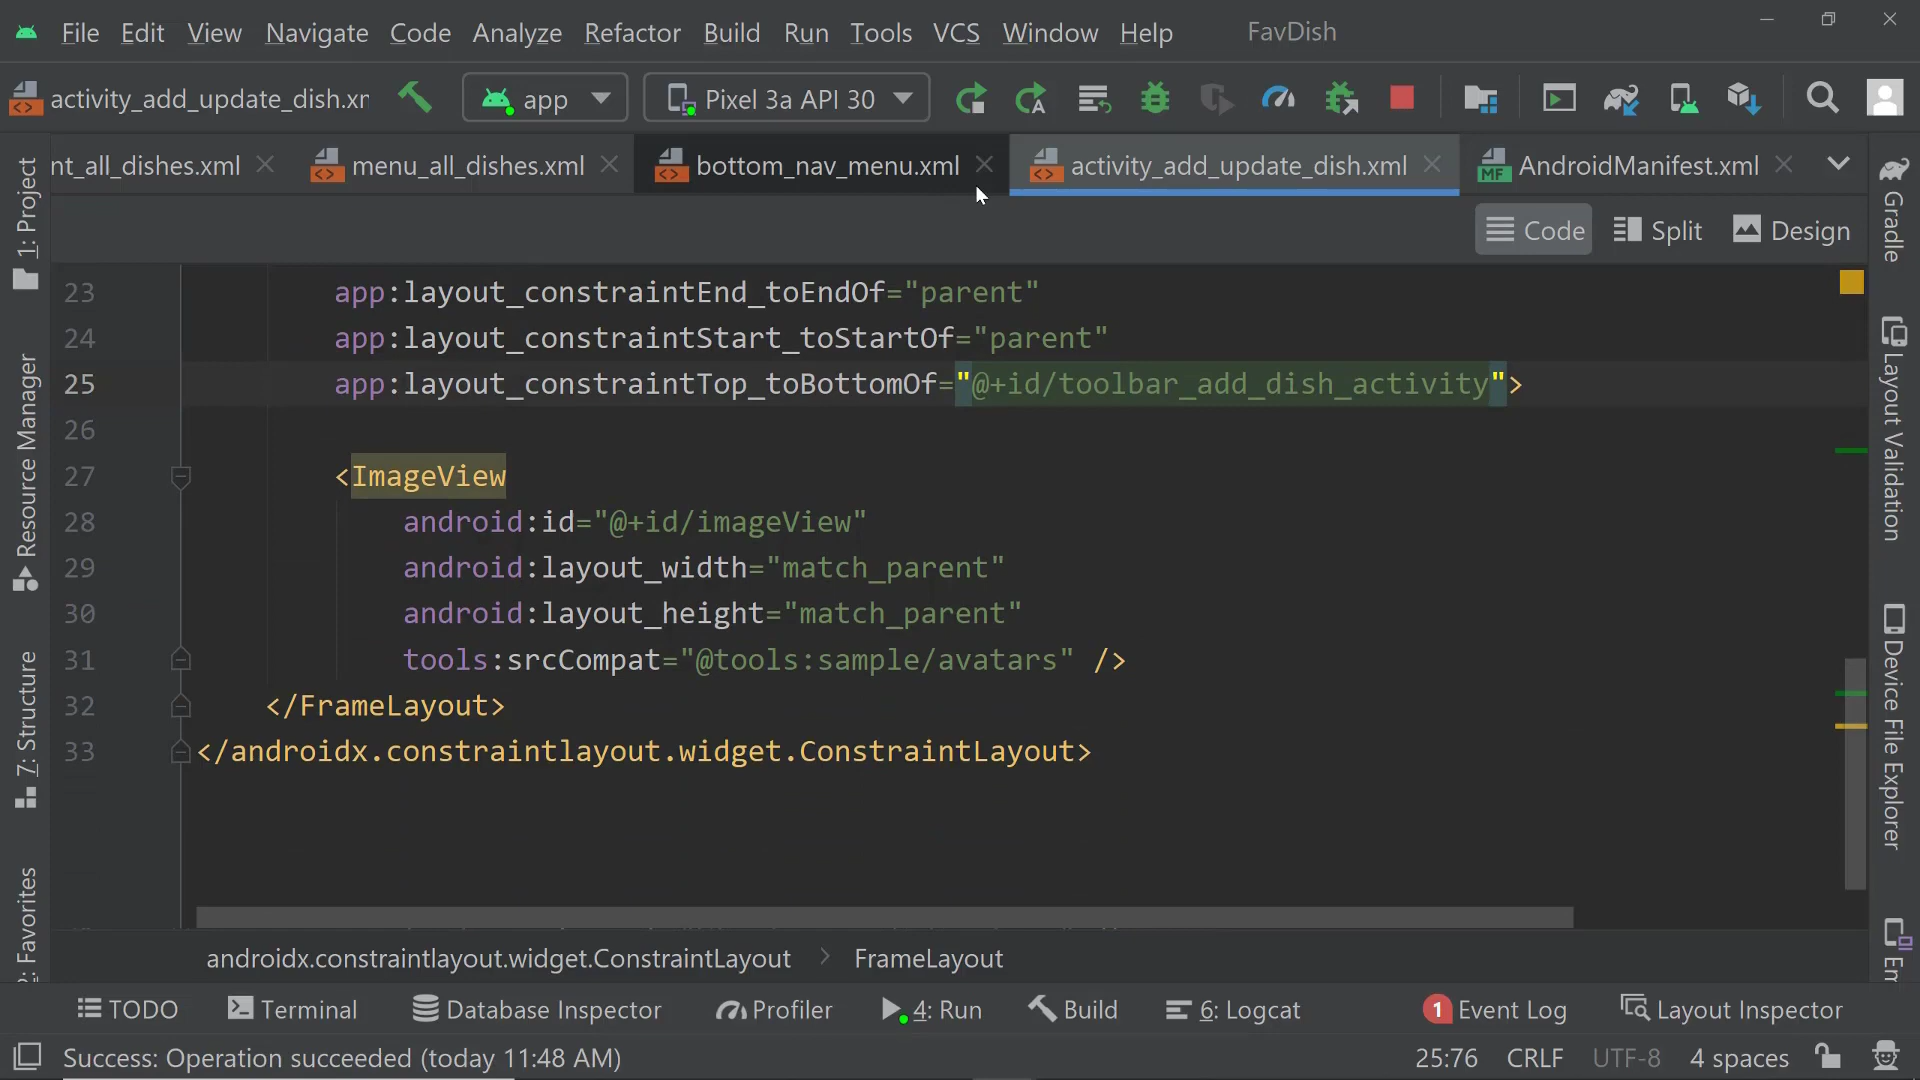 File Edit View Navigate Code Analyze Refactor Build Run Tools VCS Window Help FavDish
activity_add_update_dish.xr app Pixel 3a API 30
nt_all_dishes.xml menu_all_dishes.xml bottom_nav_menu.xml activity_add_update_dish.xml AndroidManifest.xml
Code Split Design
23 app:layout_constraintEnd_toEndOf="parent"
24 app:layout_constraintStart_toStartOf="parent"
25 app:layout_constraintTop_toBottomOf="@+id/toolbar_add_dish_activity">
26
27 <ImageView
28 android:id="@+id/imageView"
29 android:layout_width="match_parent"
30 android:layout_height="match_parent"
31 tools:srcCompat="@tools:sample/avatars" />
32 </FrameLayout>
33 </androidx.constraintlayout.widget.ConstraintLayout>
androidx.constraintlayout.widget.ConstraintLayout FrameLayout
1: Project
Resource Manager
7: Structure
2: Favorites
Gradle
Layout Validation
Device File Explorer
Em
TODO Terminal Database Inspector Profiler 4: Run Build 6: Logcat 1 Event Log Layout Inspector
Success: Operation succeeded (today 11:48 AM) 25:76 CRLF UTF-8 4 spaces